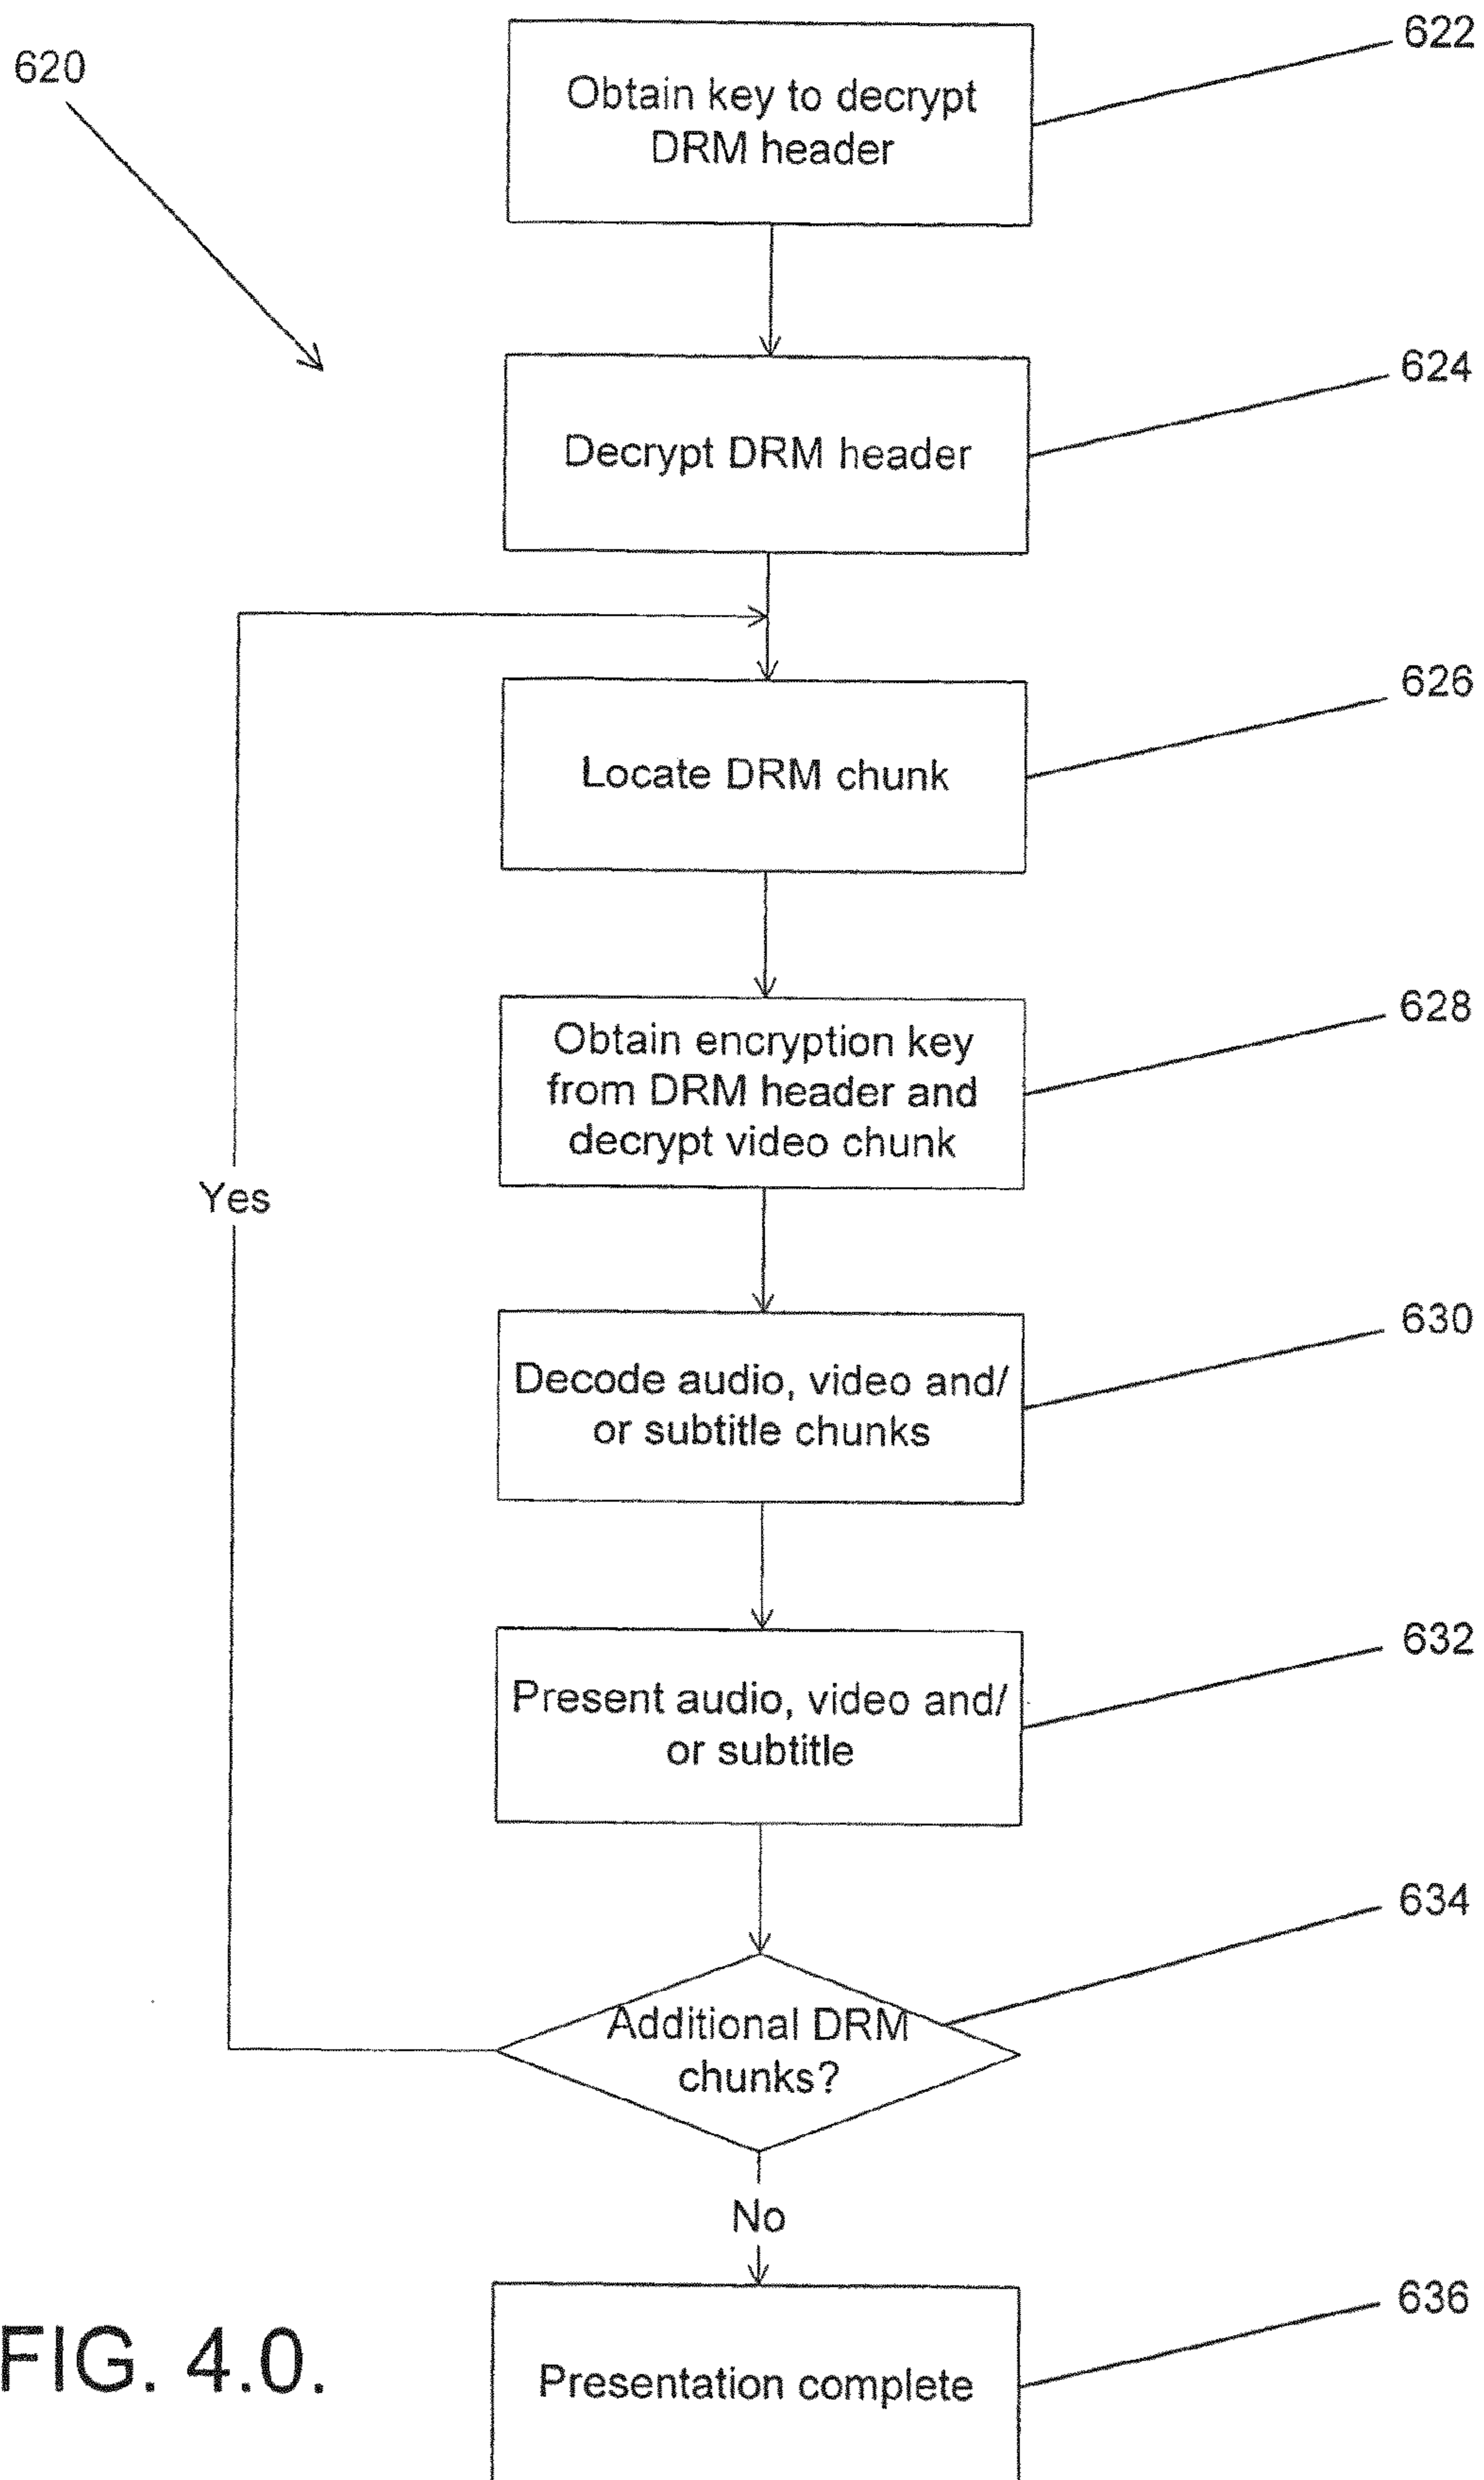 620
622
Obtain key to decrypt
DRM header
624
Decrypt DRM header
626
Locate DRM chunk
628
Obtain encryption key
from DRM header and
decrypt video chunk
Yes
630
Decode audio, video and/
or subtitle chunks
632
Present audio, video and/
or subtitle
634
Additional DRM
chunks?
No
636
Presentation complete
FIG. 4.0.